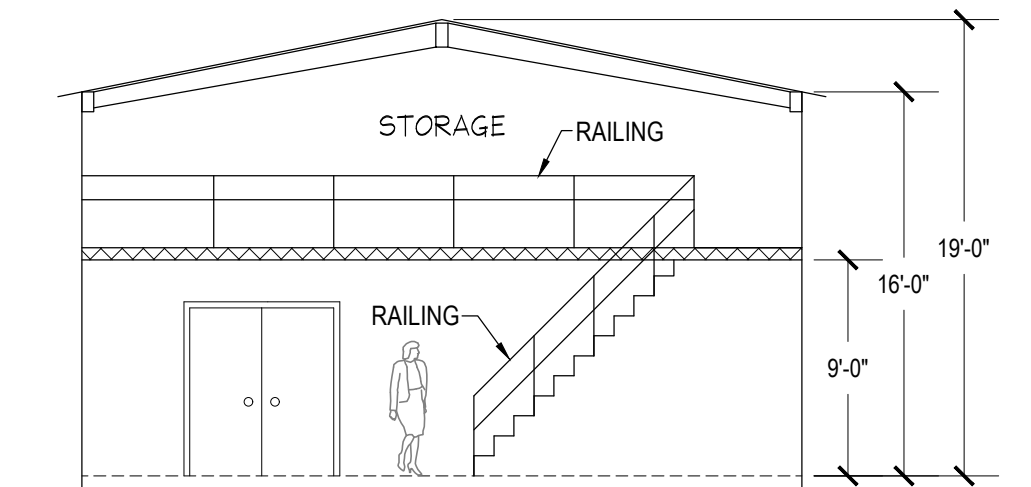 STORAGE
RAILING
19'-0"
16'-0"
RAILING
9'-0"